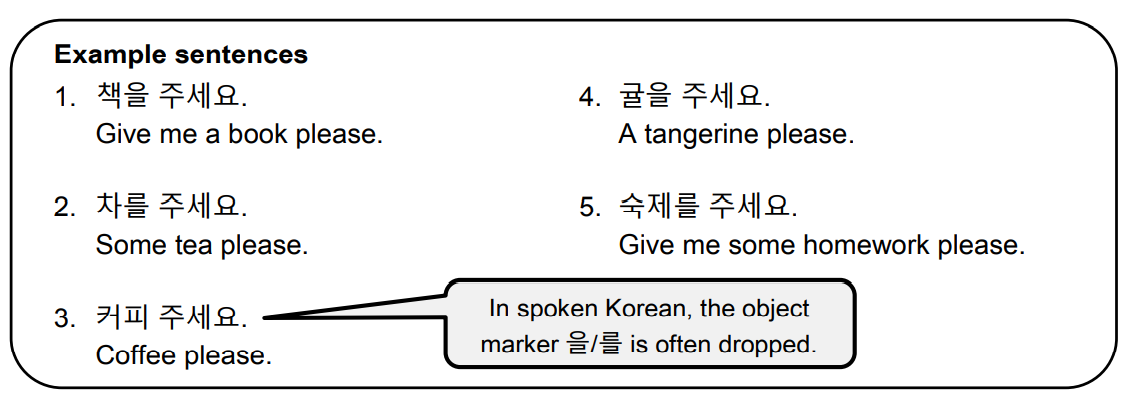 Example sentences
1. 책을 주세요.
Give me a book please.
2. 차를 주세요.
Some tea please.
3. 커피 주세요.
Coffee please.
In spoken Korean, the object
marker 을/를 is often dropped.
4. 귤을 주세요.
A tangerine please.
5. 숙제를 주세요.
Give me some homework please.